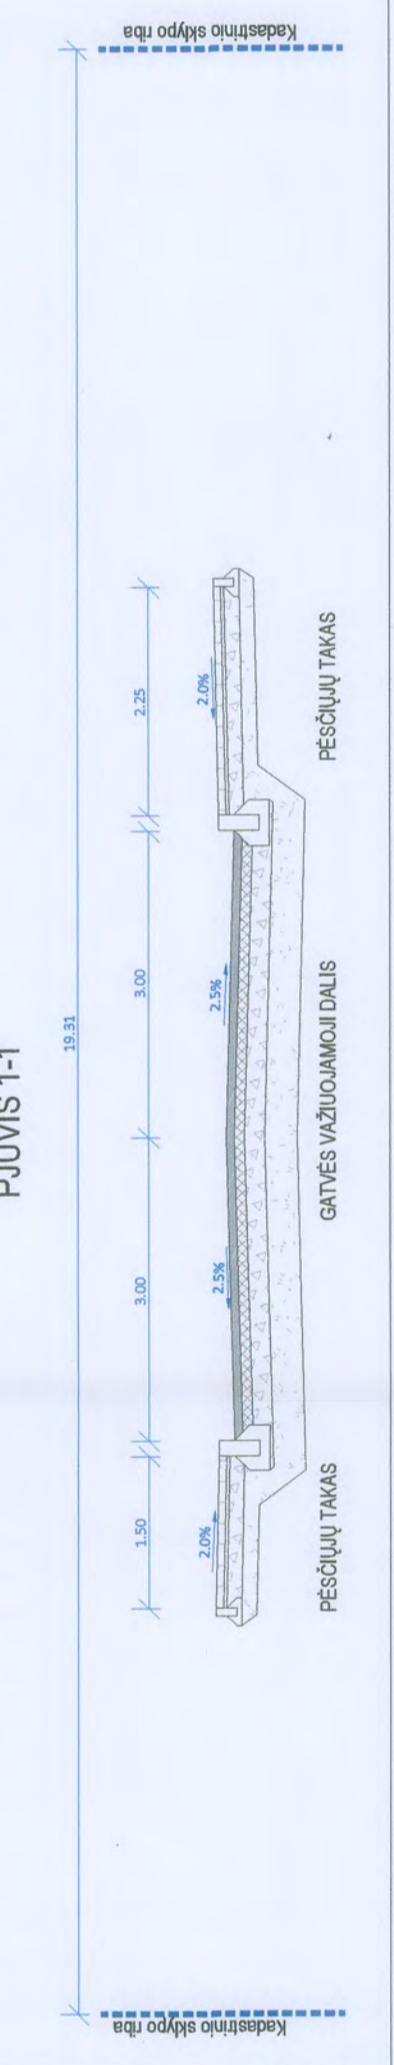 PJŪVIS 1-1
19.31
1.50
3.00
3.00
2.25
2.0%
2.5%
2.5%
2.0%
Kadastrinio sklypo riba
Kadastrinio sklypo riba
PĖSČIŲJŲ TAKAS
GATVĖS VAŽIUOJAMOJI DALIS
PĖSČIŲJŲ TAKAS